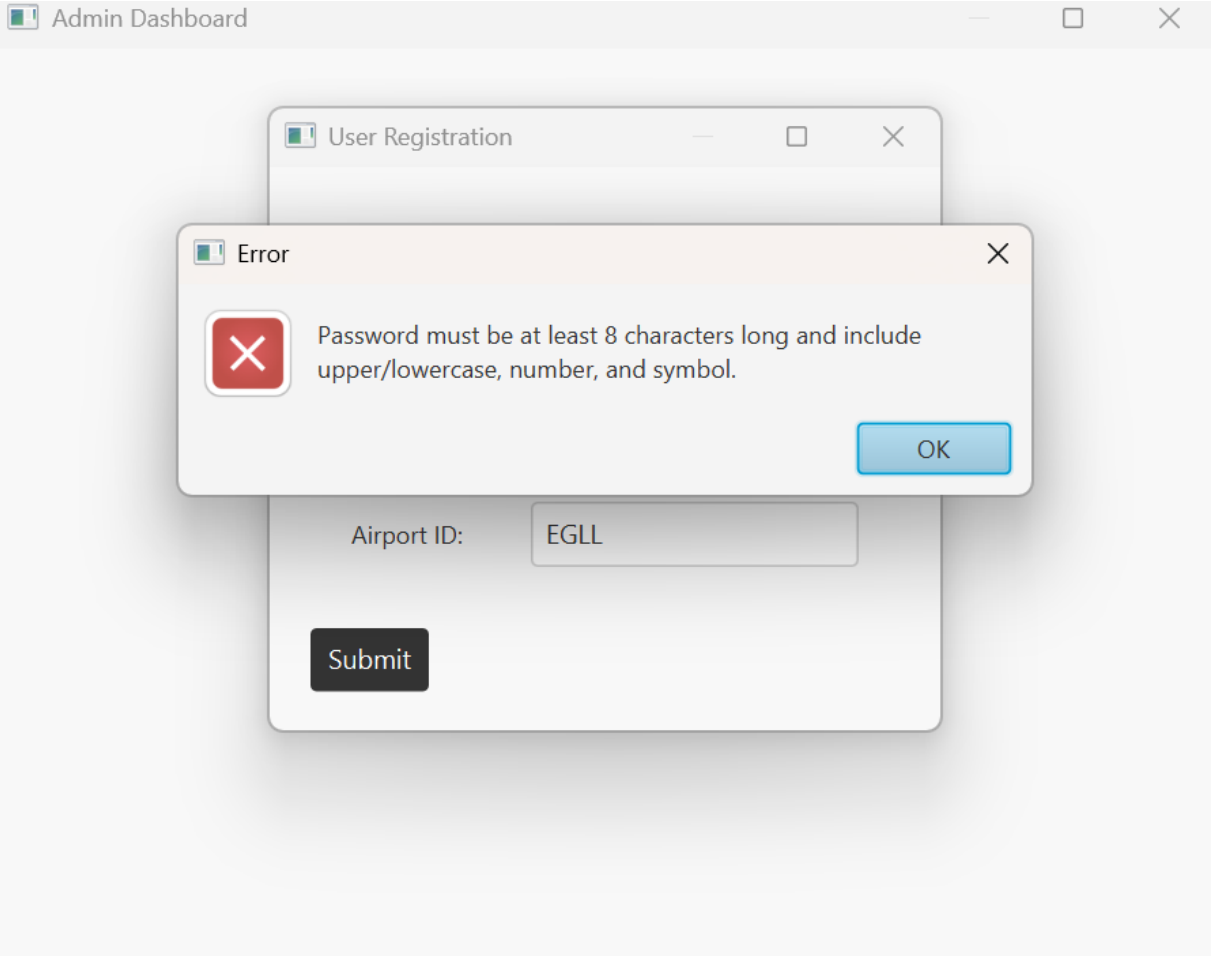 Admin Dashboard
User Registration
Error
Password must be at least 8 characters long and include
upper/lowercase, number, and symbol.
OK
Airport ID: EGLL
Submit